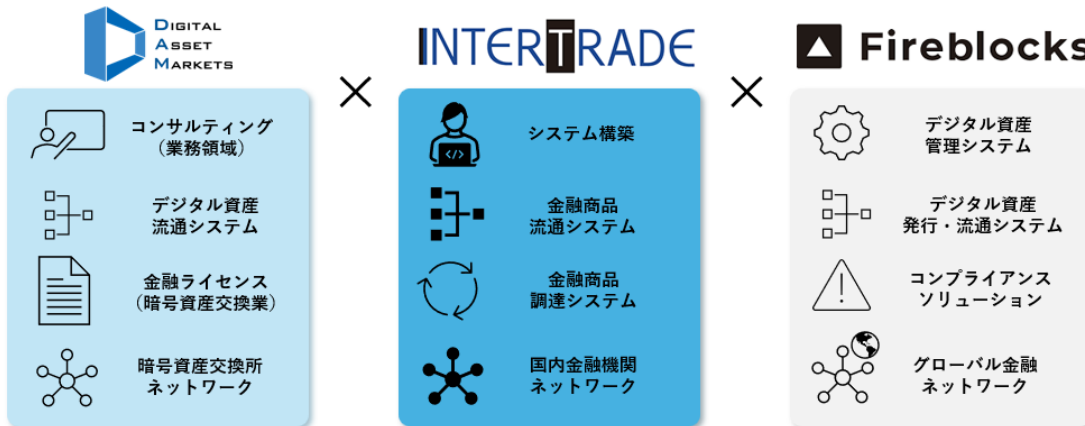 DIGITAL
ASSET
MARKETS
コンサルティング
（業務領域）
デジタル資産
流通システム
金融ライセンス
（暗号資産交換業）
暗号資産交換所
ネットワーク
×
INTERTRADE
システム構築
</>
金融商品
流通システム
金融商品
調達システム
国内金融機関
ネットワーク
×
Fireblocks
デジタル資産
管理システム
デジタル資産
発行・流通システム
コンプライアンス
ソリューション
グローバル金融
ネットワーク